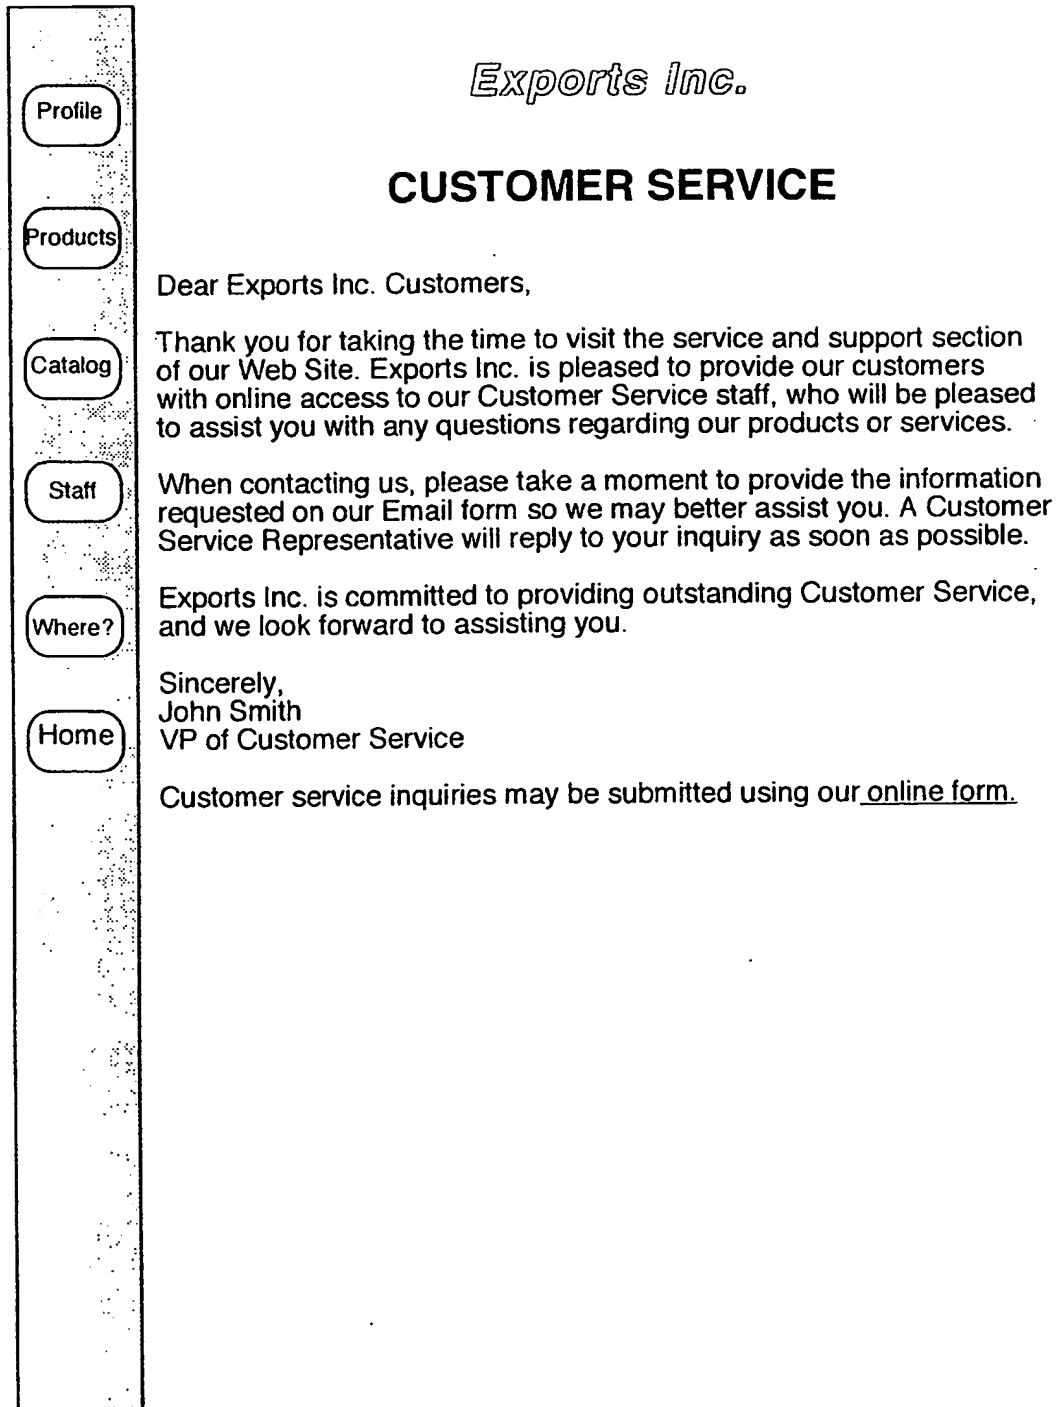 Profile
Products
Catalog
Staff
Where?
Home
Exports Inc.
CUSTOMER SERVICE
Dear Exports Inc. Customers,
Thank you for taking the time to visit the service and support section
of our Web Site. Exports Inc. is pleased to provide our customers
with online access to our Customer Service staff, who will be pleased
to assist you with any questions regarding our products or services.
When contacting us, please take a moment to provide the information
requested on our Email form so we may better assist you. A Customer
Service Representative will reply to your inquiry as soon as possible.
Exports Inc. is committed to providing outstanding Customer Service,
and we look forward to assisting you.
Sincerely,
John Smith
VP of Customer Service
Customer service inquiries may be submitted using our online form.